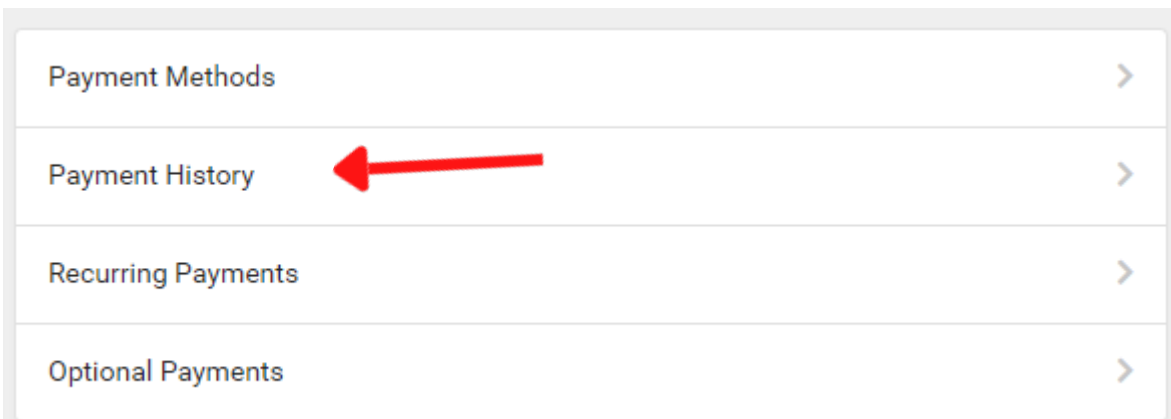 Payment Methods
Payment History
Recurring Payments
Optional Payments